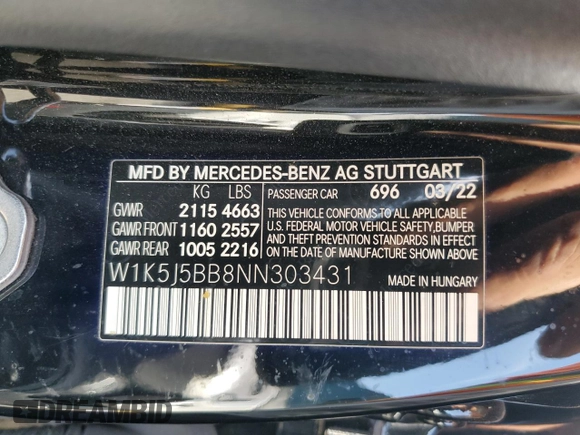 MFD BY MERCEDES-BENZ AG STUTTGART
KG LBS PASSENGER CAR 696 03/22
GVWR 2115 4663
GAWR FRONT 1160 2557
GAWR REAR 1005 2216
THIS VEHICLE CONFORMS TO ALL APPLICABLE
U.S. FEDERAL MOTOR VEHICLE SAFETY,BUMPER
AND THEFT PREVENTION STANDARDS IN EFFECT
ON THE DATE OF MANUFACTURE SHOWN ABOVE.
W1K5J5BB8NN303431
MADE IN HUNGARY
DREAMBID